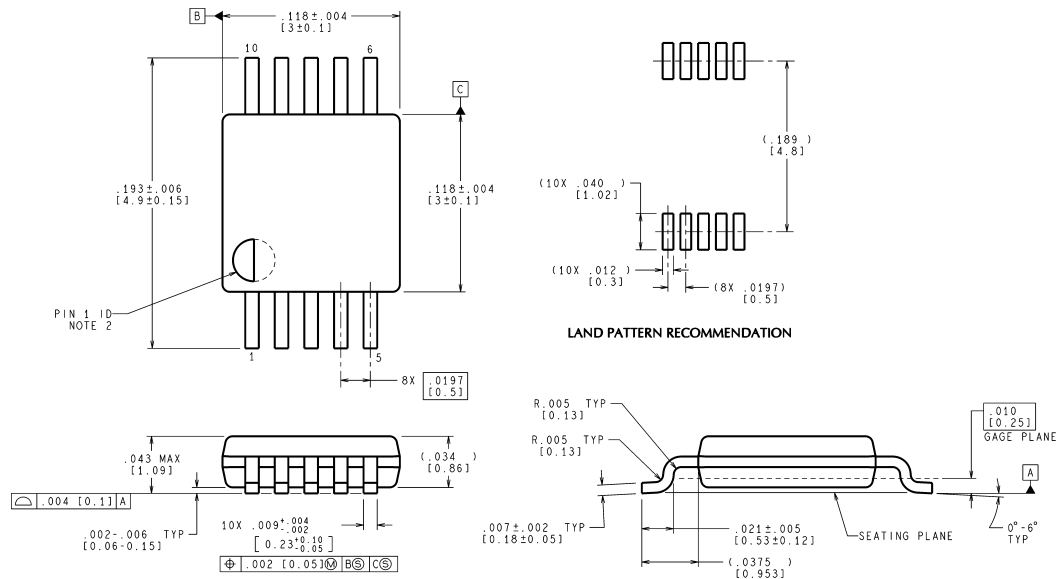 B
.118±.004
[3±0.1]
10
6
C
.193±.006
[4.9±0.15]
.118±.004
[3±0.1]
PIN 1 ID
NOTE 2
1
5
8X .0197
[0.5]
(.189 )
[4.8]
(10X .040 )
[1.02]
(10X .012 )
[0.3]
(8X .0197)
[0.5]
LAND PATTERN RECOMMENDATION
.043 MAX
[1.09]
(.034 )
[0.86]
.004 [0.1] A
.002-.006 TYP
[0.06-0.15]
10X .009+.004
-.002
[ 0.23+0.10
-0.05 ]
⌖ .002 [0.05]Ⓜ BⓈ CⓈ
R.005 TYP
[0.13]
R.005 TYP
[0.13]
.010
[0.25]
GAGE PLANE
A
.007±.002 TYP
[0.18±0.05]
.021±.005
[0.53±0.12]
SEATING PLANE
0°-6°
TYP
(.0375 )
[0.953]